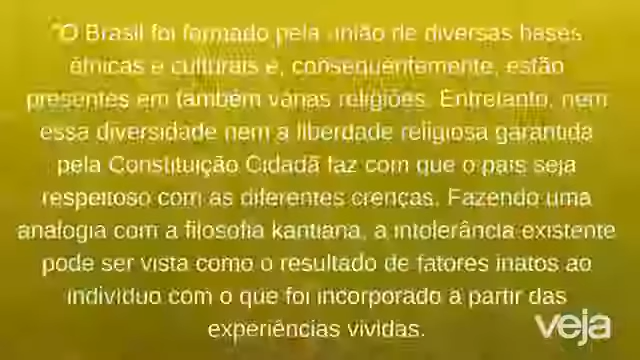 "O Brasil foi formado pela união de diversas bases
étnicas e culturais e, consequentemente, estão
presentes em também várias religiões. Entretanto, nem
essa diversidade nem a liberdade religiosa garantida
pela Constituição Cidadã faz com que o país seja
respeitoso com as diferentes crenças. Fazendo uma
analogia com a filosofia kantiana, a intolerância existente
pode ser vista como o resultado de fatores inatos ao
indivíduo com o que foi incorporado a partir das
experiências vividas.
veja